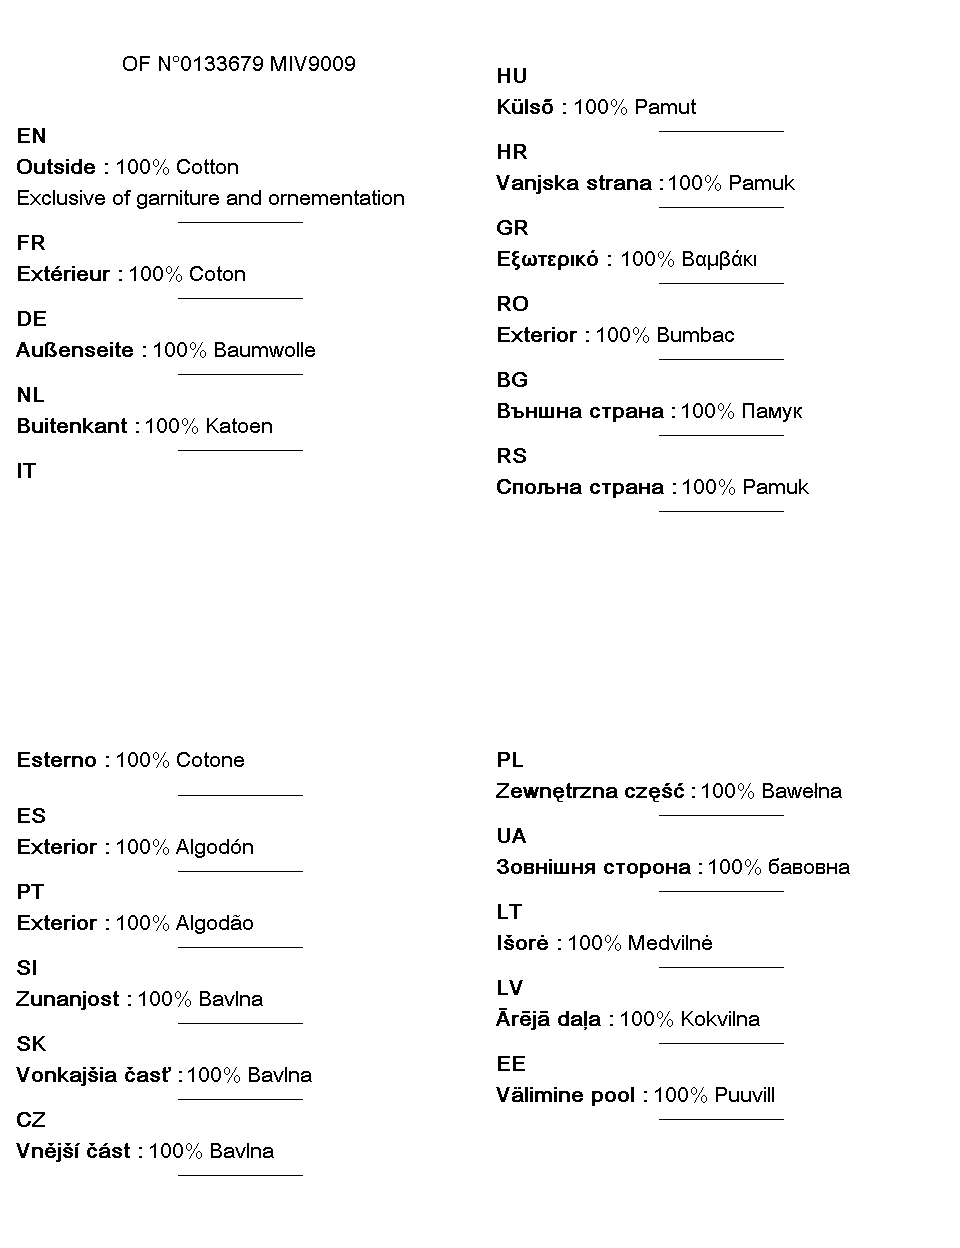 OF N°0133679 MIV9009
EN
Outside : 100% Cotton
Exclusive of garniture and ornementation
FR
Extérieur : 100% Coton
DE
Außenseite : 100% Baumwolle
NL
Buitenkant : 100% Katoen
IT
Esterno : 100% Cotone
ES
Exterior : 100% Algodón
PT
Exterior : 100% Algodão
SI
Zunanjost : 100% Bavlna
SK
Vonkajšia časť : 100% Bavlna
CZ
Vnější část : 100% Bavlna
HU
Külső : 100% Pamut
HR
Vanjska strana : 100% Pamuk
GR
Εξωτερικό : 100% Βαμβάκι
RO
Exterior : 100% Bumbac
BG
Външна страна : 100% Памук
RS
Спољна страна : 100% Pamuk
PL
Zewnętrzna część : 100% Bawełna
UA
Зовнішня сторона : 100% бавовна
LT
Išorė : 100% Medvilnė
LV
Ārējā daļa : 100% Kokvilna
EE
Välimine pool : 100% Puuvill